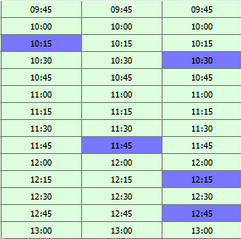 09:45 09:45 09:45
10:00 10:00 10:00
10:15 10:15 10:15
10:30 10:30 10:30
10:45 10:45 10:45
11:00 11:00 11:00
11:15 11:15 11:15
11:30 11:30 11:30
11:45 11:45 11:45
12:00 12:00 12:00
12:15 12:15 12:15
12:30 12:30 12:30
12:45 12:45 12:45
13:00 13:00 13:00